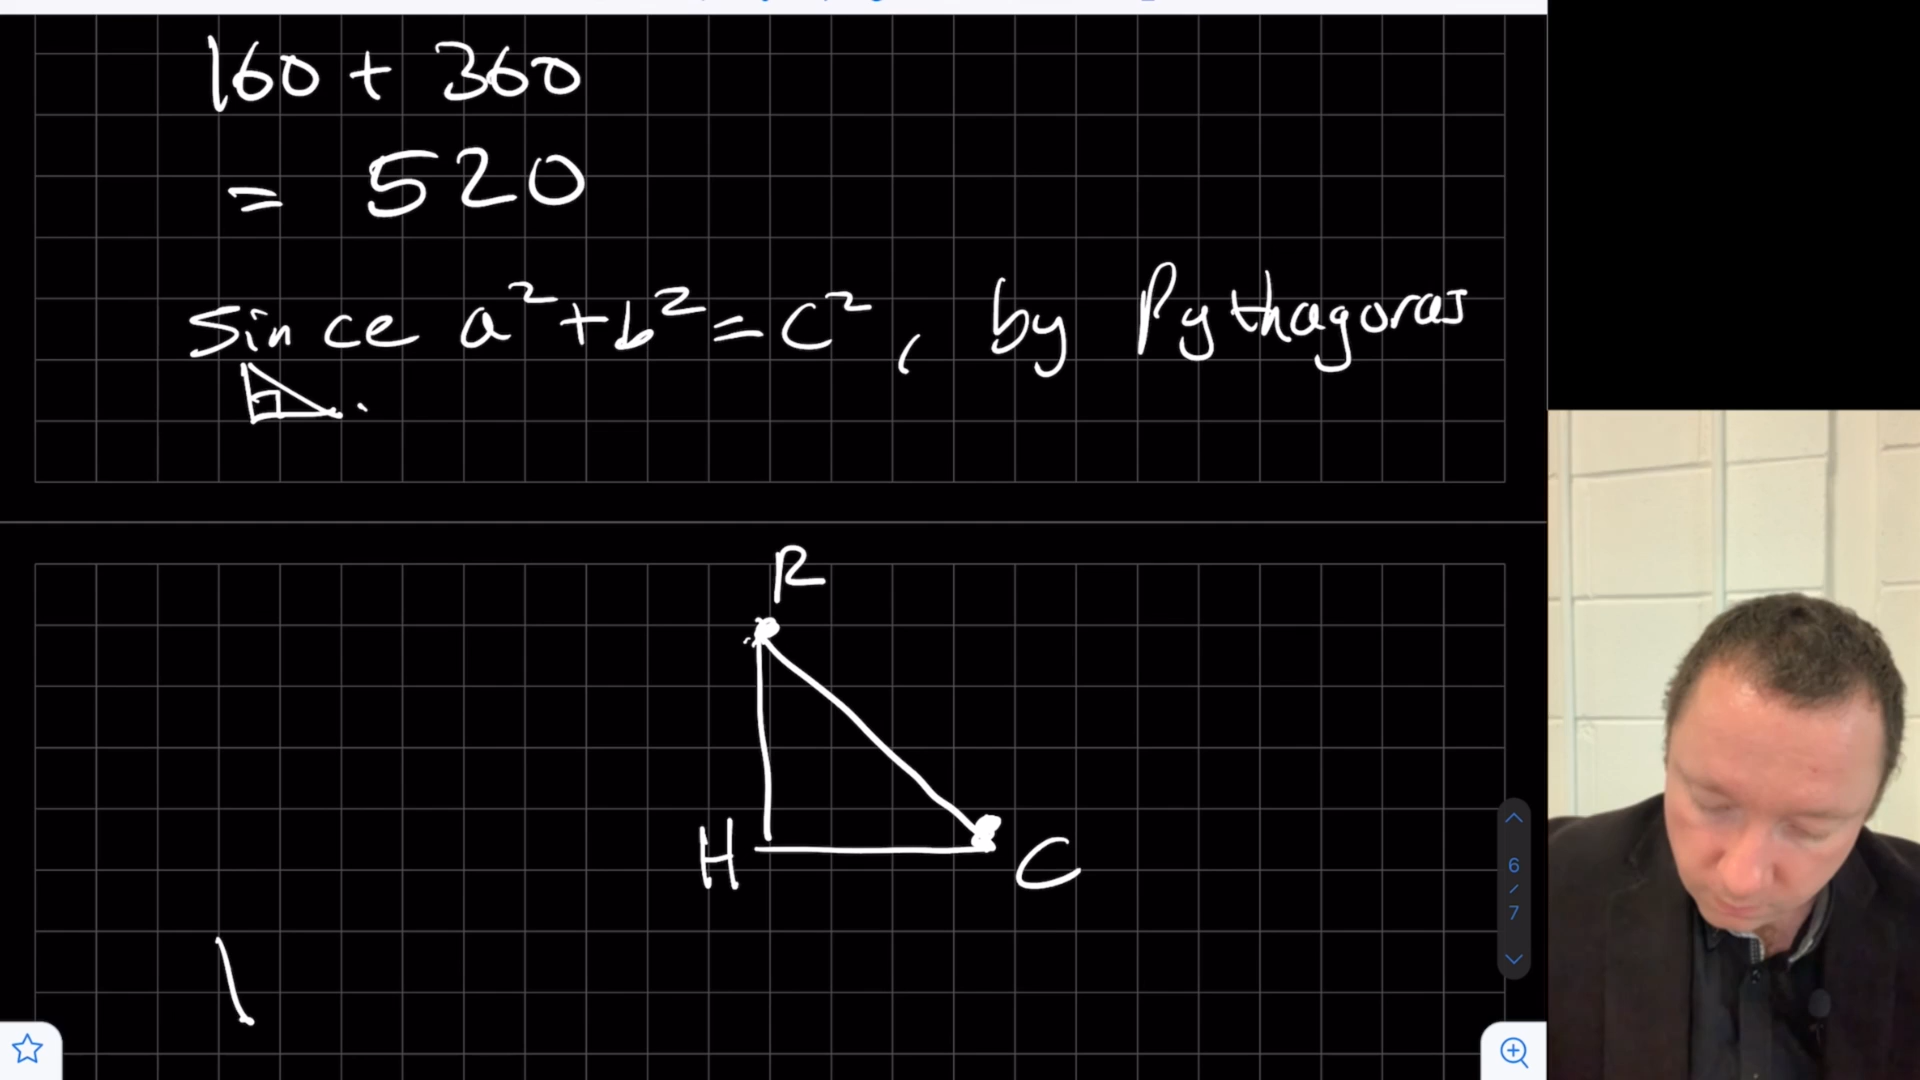 160 + 360
= 520
Since a²+b²=c², by Pythagoras
R
H
C
6
/
7